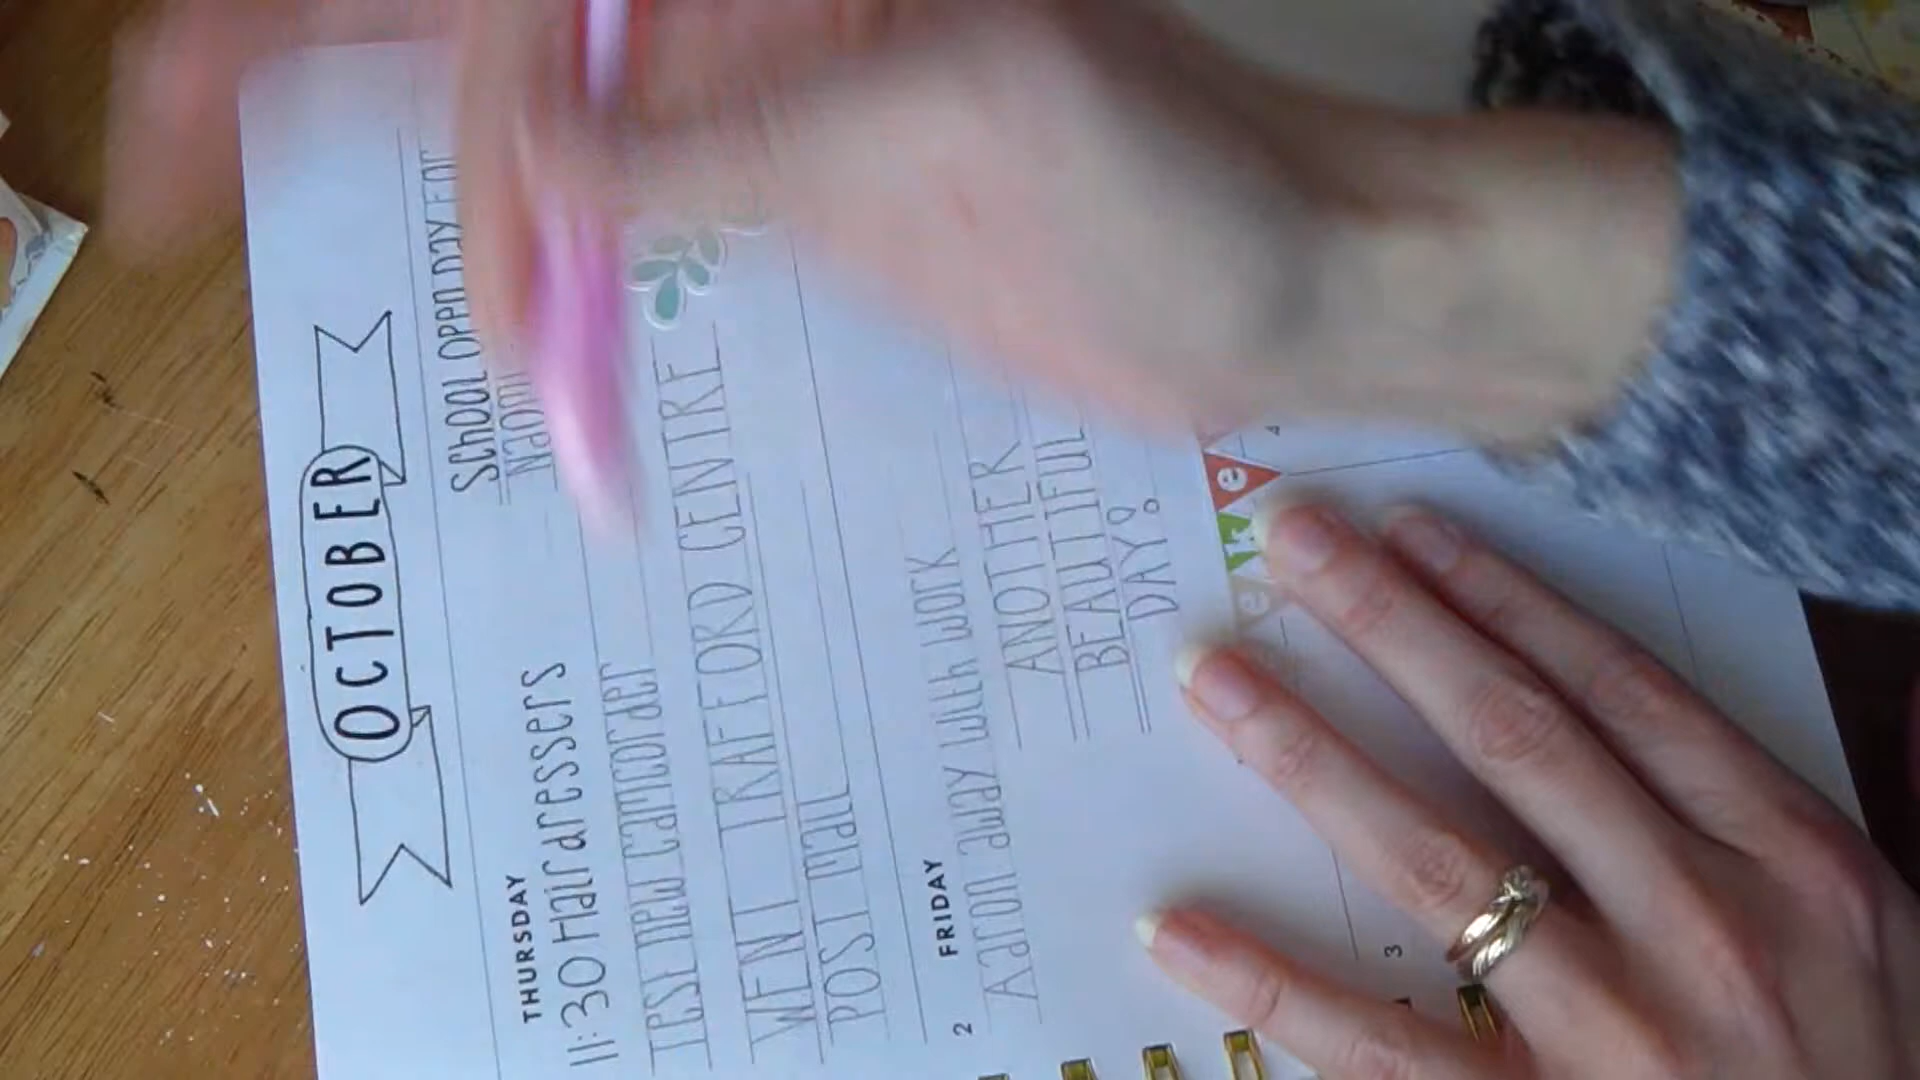 OCTOBER
THURSDAY
11:30 Hairdressers
School open day for
Naomi
Test new camcorder
WENT TRAFFORD CENTRE
POST Mail
2 FRIDAY
Aaron away with work
ANOTHER
BEAUTIFUL
DAY!
e k e
3
4